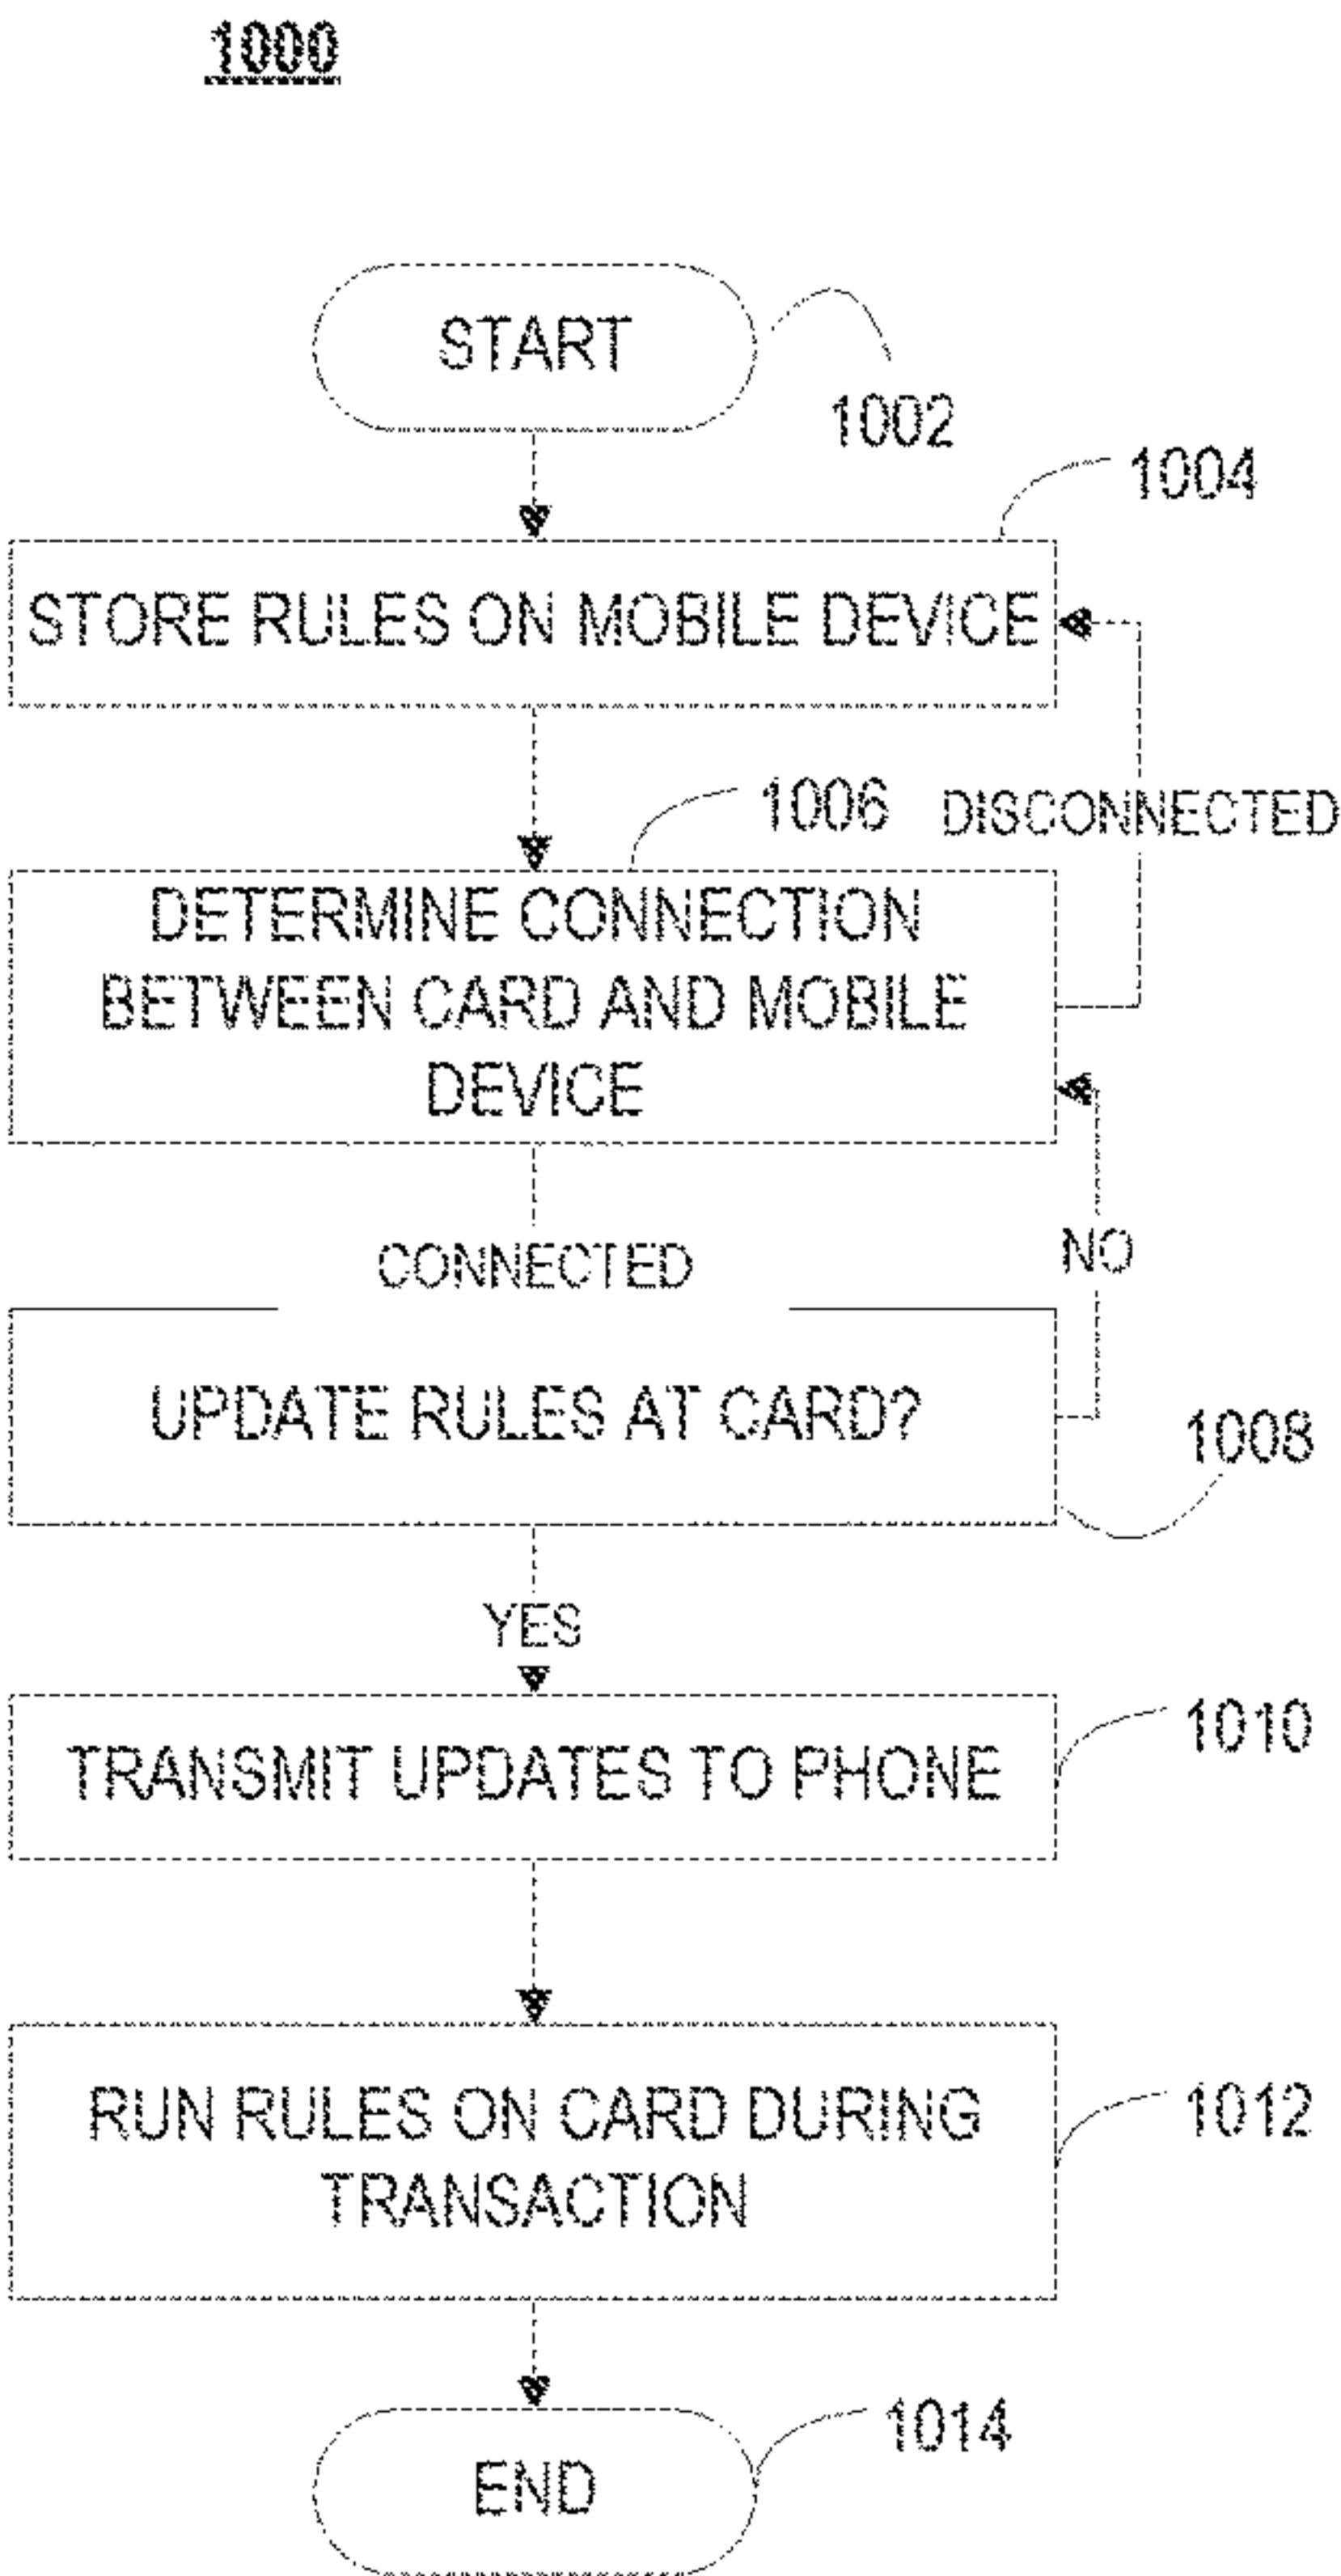 1000
START
1002
1004
STORE RULES ON MOBILE DEVICE
1006
DISCONNECTED
DETERMINE CONNECTION
BETWEEN CARD AND MOBILE
DEVICE
CONNECTED
NO
UPDATE RULES AT CARD?
1008
YES
TRANSMIT UPDATES TO PHONE
1010
RUN RULES ON CARD DURING
TRANSACTION
1012
END
1014